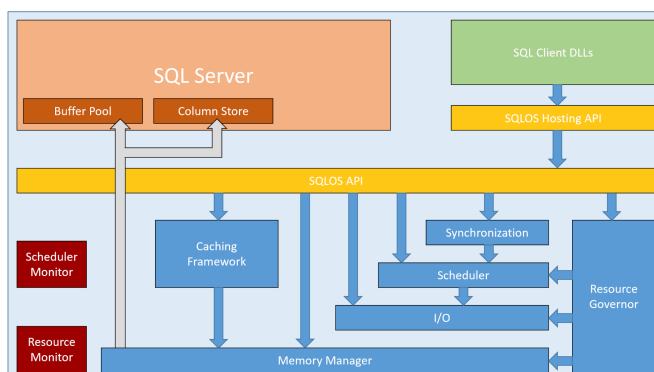 SQL Server
SQL Client DLLs
Buffer Pool
Column Store
SQLOS Hosting API
SQLOS API
Synchronization
Caching
Framework
Scheduler
Monitor
Scheduler
Resource
Governor
I/O
Resource
Monitor
Memory Manager